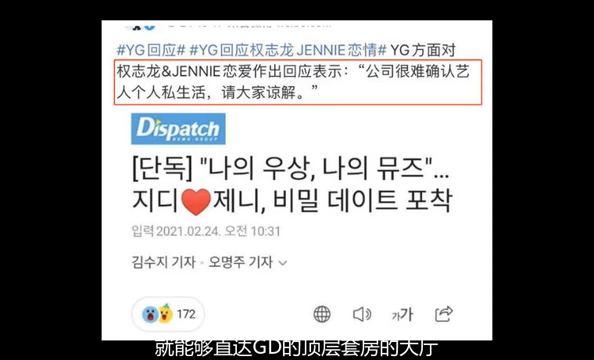 #YG回应# #YG回应权志龙JENNIE恋情# YG方面对
权志龙&JENNIE恋爱作出回应表示：“公司很难确认艺
人个人私生活，请大家谅解。”
Dispatch
NEWS GROUP
[단독] "나의 우상, 나의 뮤즈"...
지디♥제니, 비밀 데이트 포착
입력 2021.02.24. 오전 10:31
김수지 기자 · 오명주 기자
172
가가
就能够直达GD的顶层套房的大厅